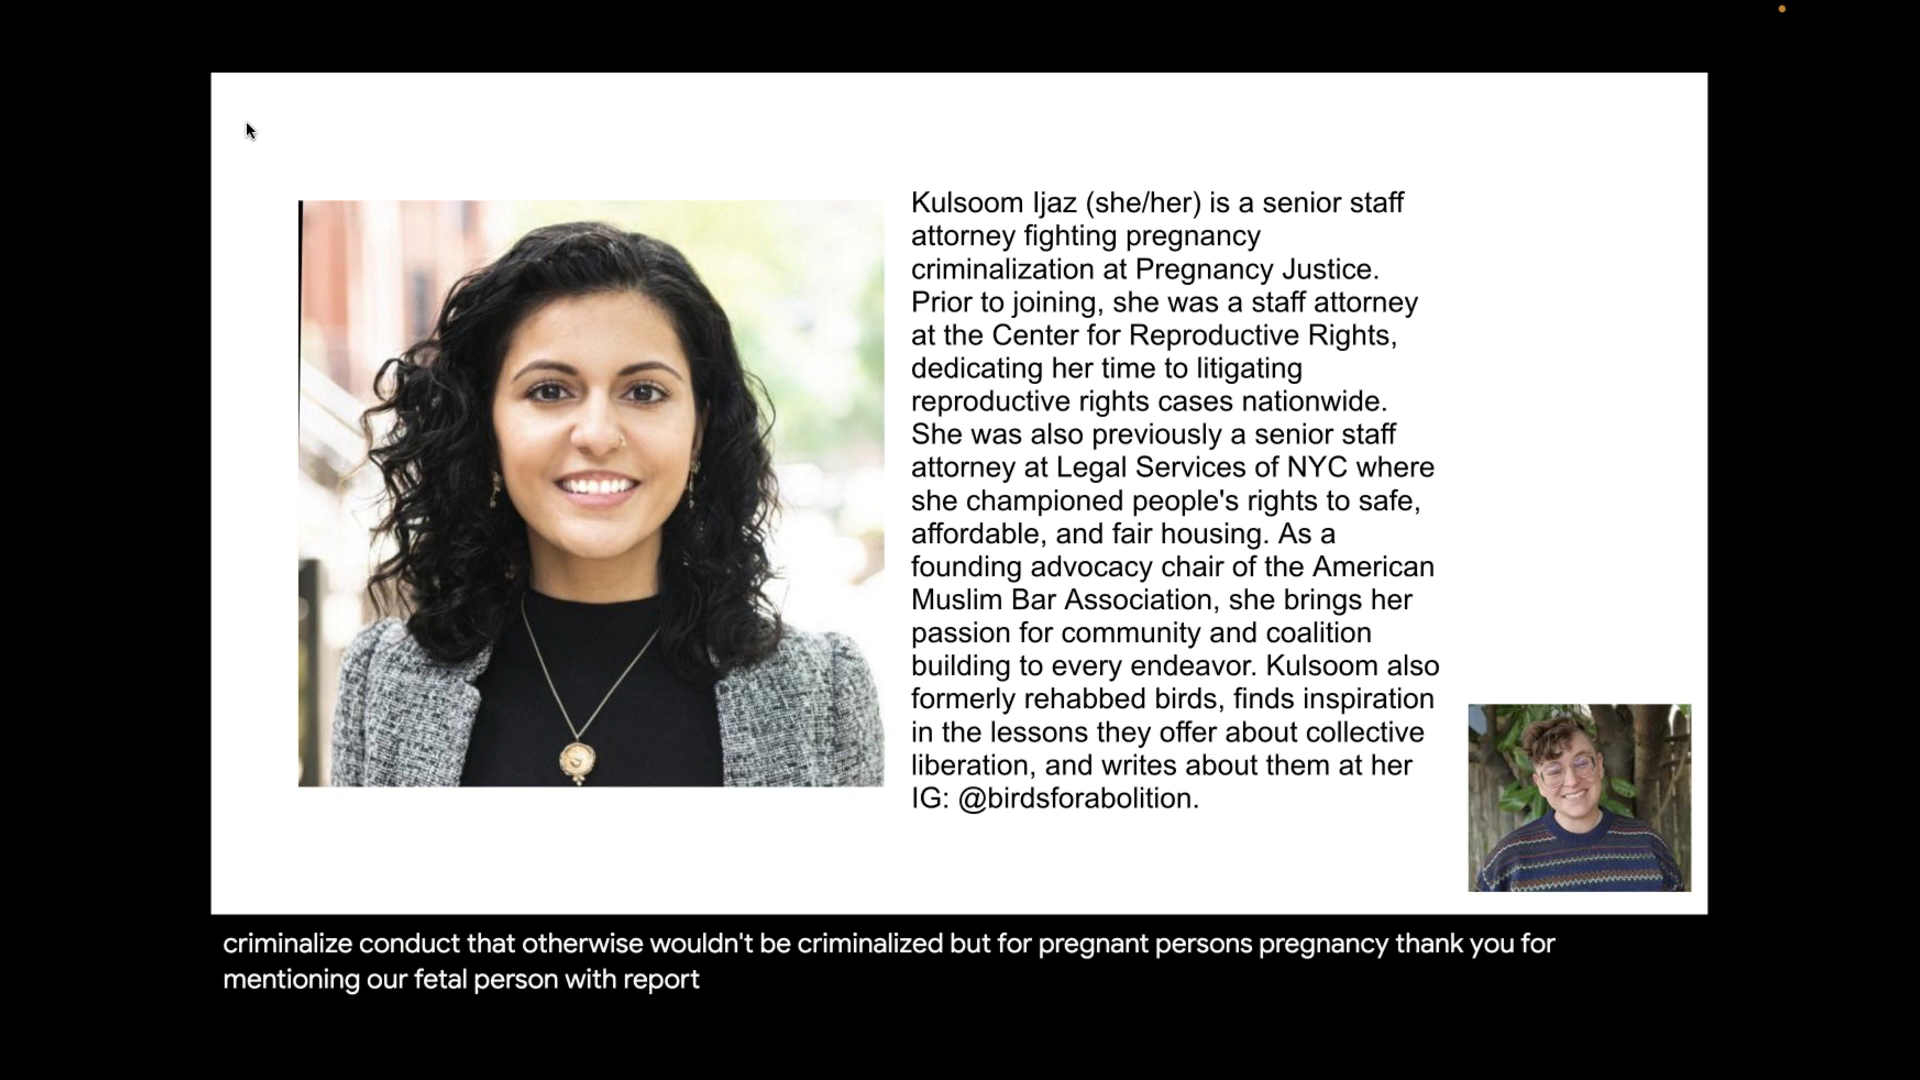 Kulsoom Ijaz (she/her) is a senior staff
attorney fighting pregnancy
criminalization at Pregnancy Justice.
Prior to joining, she was a staff attorney
at the Center for Reproductive Rights,
dedicating her time to litigating
reproductive rights cases nationwide.
She was also previously a senior staff
attorney at Legal Services of NYC where
she championed people's rights to safe,
affordable, and fair housing. As a
founding advocacy chair of the American
Muslim Bar Association, she brings her
passion for community and coalition
building to every endeavor. Kulsoom also
formerly rehabbed birds, finds inspiration
in the lessons they offer about collective
liberation, and writes about them at her
IG: @birdsforabolition.
criminalize conduct that otherwise wouldn't be criminalized but for pregnant persons pregnancy thank you for
mentioning our fetal person with report